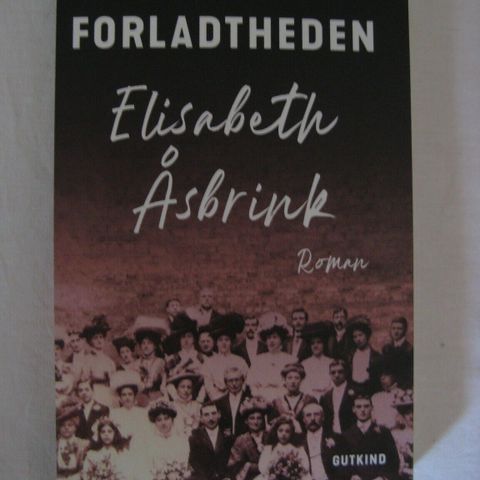 FORLADTHEDEN
Elisabeth
Åsbrink
Roman
GUTKIND